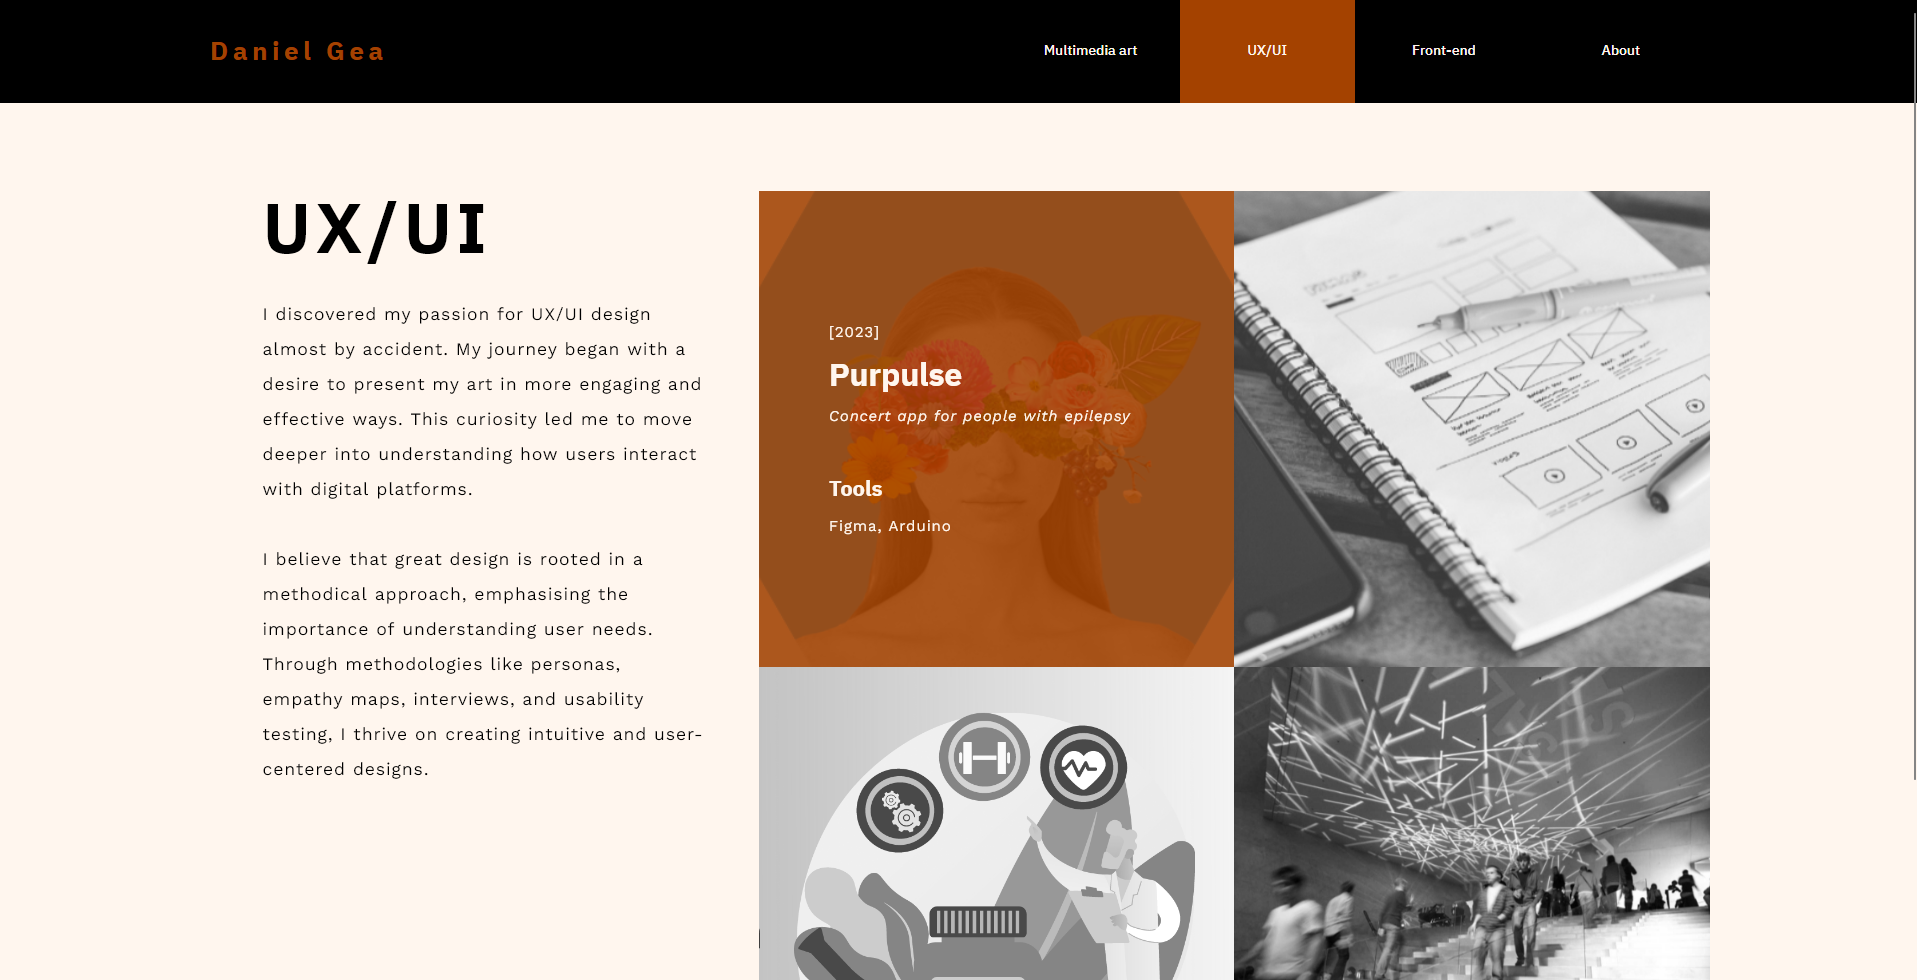 Daniel Gea
Multimedia art
UX/UI
Front-end
About
UX/UI
I discovered my passion for UX/UI design
almost by accident. My journey began with a
desire to present my art in more engaging and
effective ways. This curiosity led me to move
deeper into understanding how users interact
with digital platforms.
I believe that great design is rooted in a
methodical approach, emphasising the
importance of understanding user needs.
Through methodologies like personas,
empathy maps, interviews, and usability
testing, I thrive on creating intuitive and user-
centered designs.
[2023]
Purpulse
Concert app for people with epilepsy
Tools
Figma, Arduino